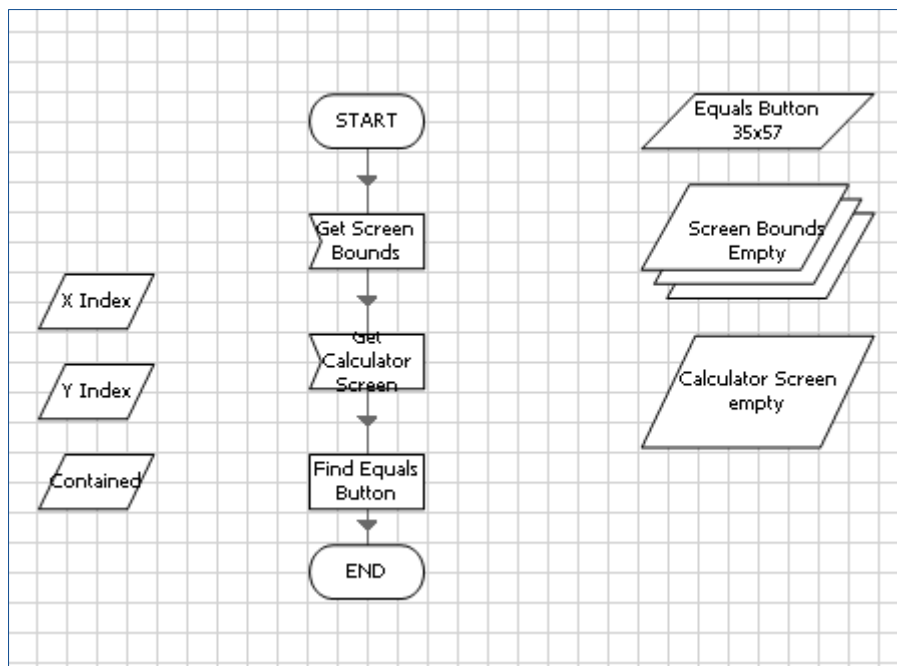 START
Equals Button
35x57
Get Screen
Bounds
Screen Bounds
Empty
X Index
Get
Calculator
Screen
Calculator Screen
empty
Y Index
Contained
Find Equals
Button
END